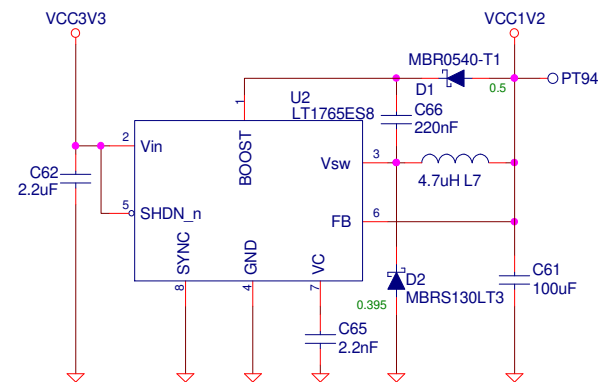 VCC3V3
VCC1V2
MBR0540-T1
PT94
D1
0.5
1
U2
LT1765ES8
C66
220nF
BOOST
2
Vin
Vsw
3
C62
2.2uF
4.7uH L7
5
SHDN_n
FB
6
SYNC
GND
VC
D2
MBRS130LT3
C61
100uF
8
4
7
0.395
C65
2.2nF